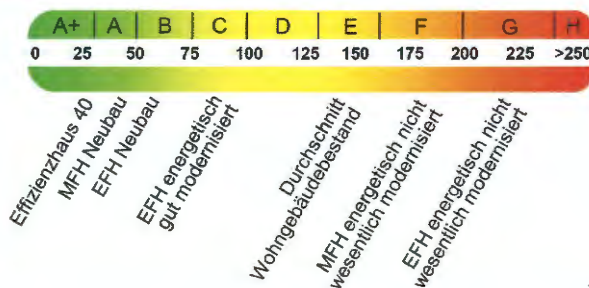 A+ A B C D E F G H
0 25 50 75 100 125 150 175 200 225 >250
Effizienzhaus 40
MFH Neubau
EFH Neubau
EFH energetisch
gut modernisiert
Durchschnitt
Wohngebäudebestand
MFH energetisch nicht
wesentlich modernisiert
EFH energetisch nicht
wesentlich modernisiert